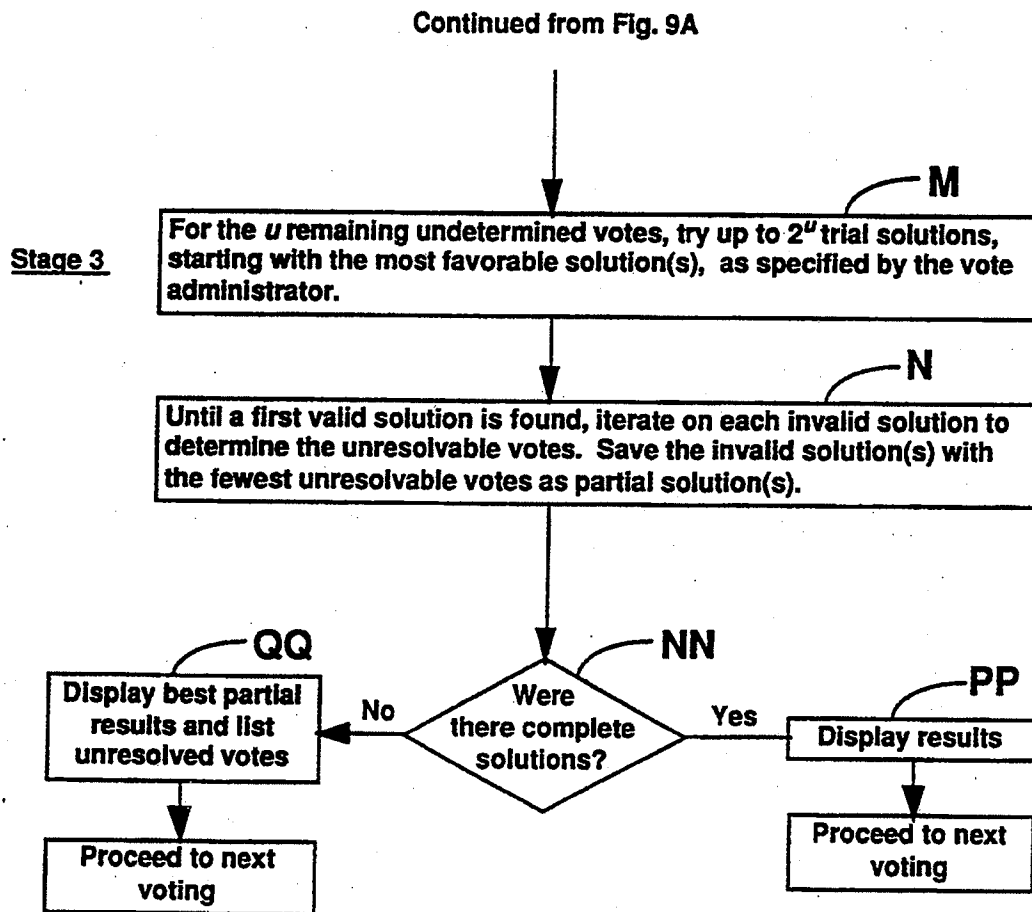 Continued from Fig. 9A
M
Stage 3
For the u remaining undetermined votes, try up to 2^u trial solutions,
starting with the most favorable solution(s), as specified by the vote
administrator.
N
Until a first valid solution is found, iterate on each invalid solution to
determine the unresolvable votes. Save the invalid solution(s) with
the fewest unresolvable votes as partial solution(s).
QQ
Display best partial
results and list
unresolved votes
No
NN
Were
there complete
solutions?
Yes
PP
Display results
Proceed to next
voting
Proceed to next
voting